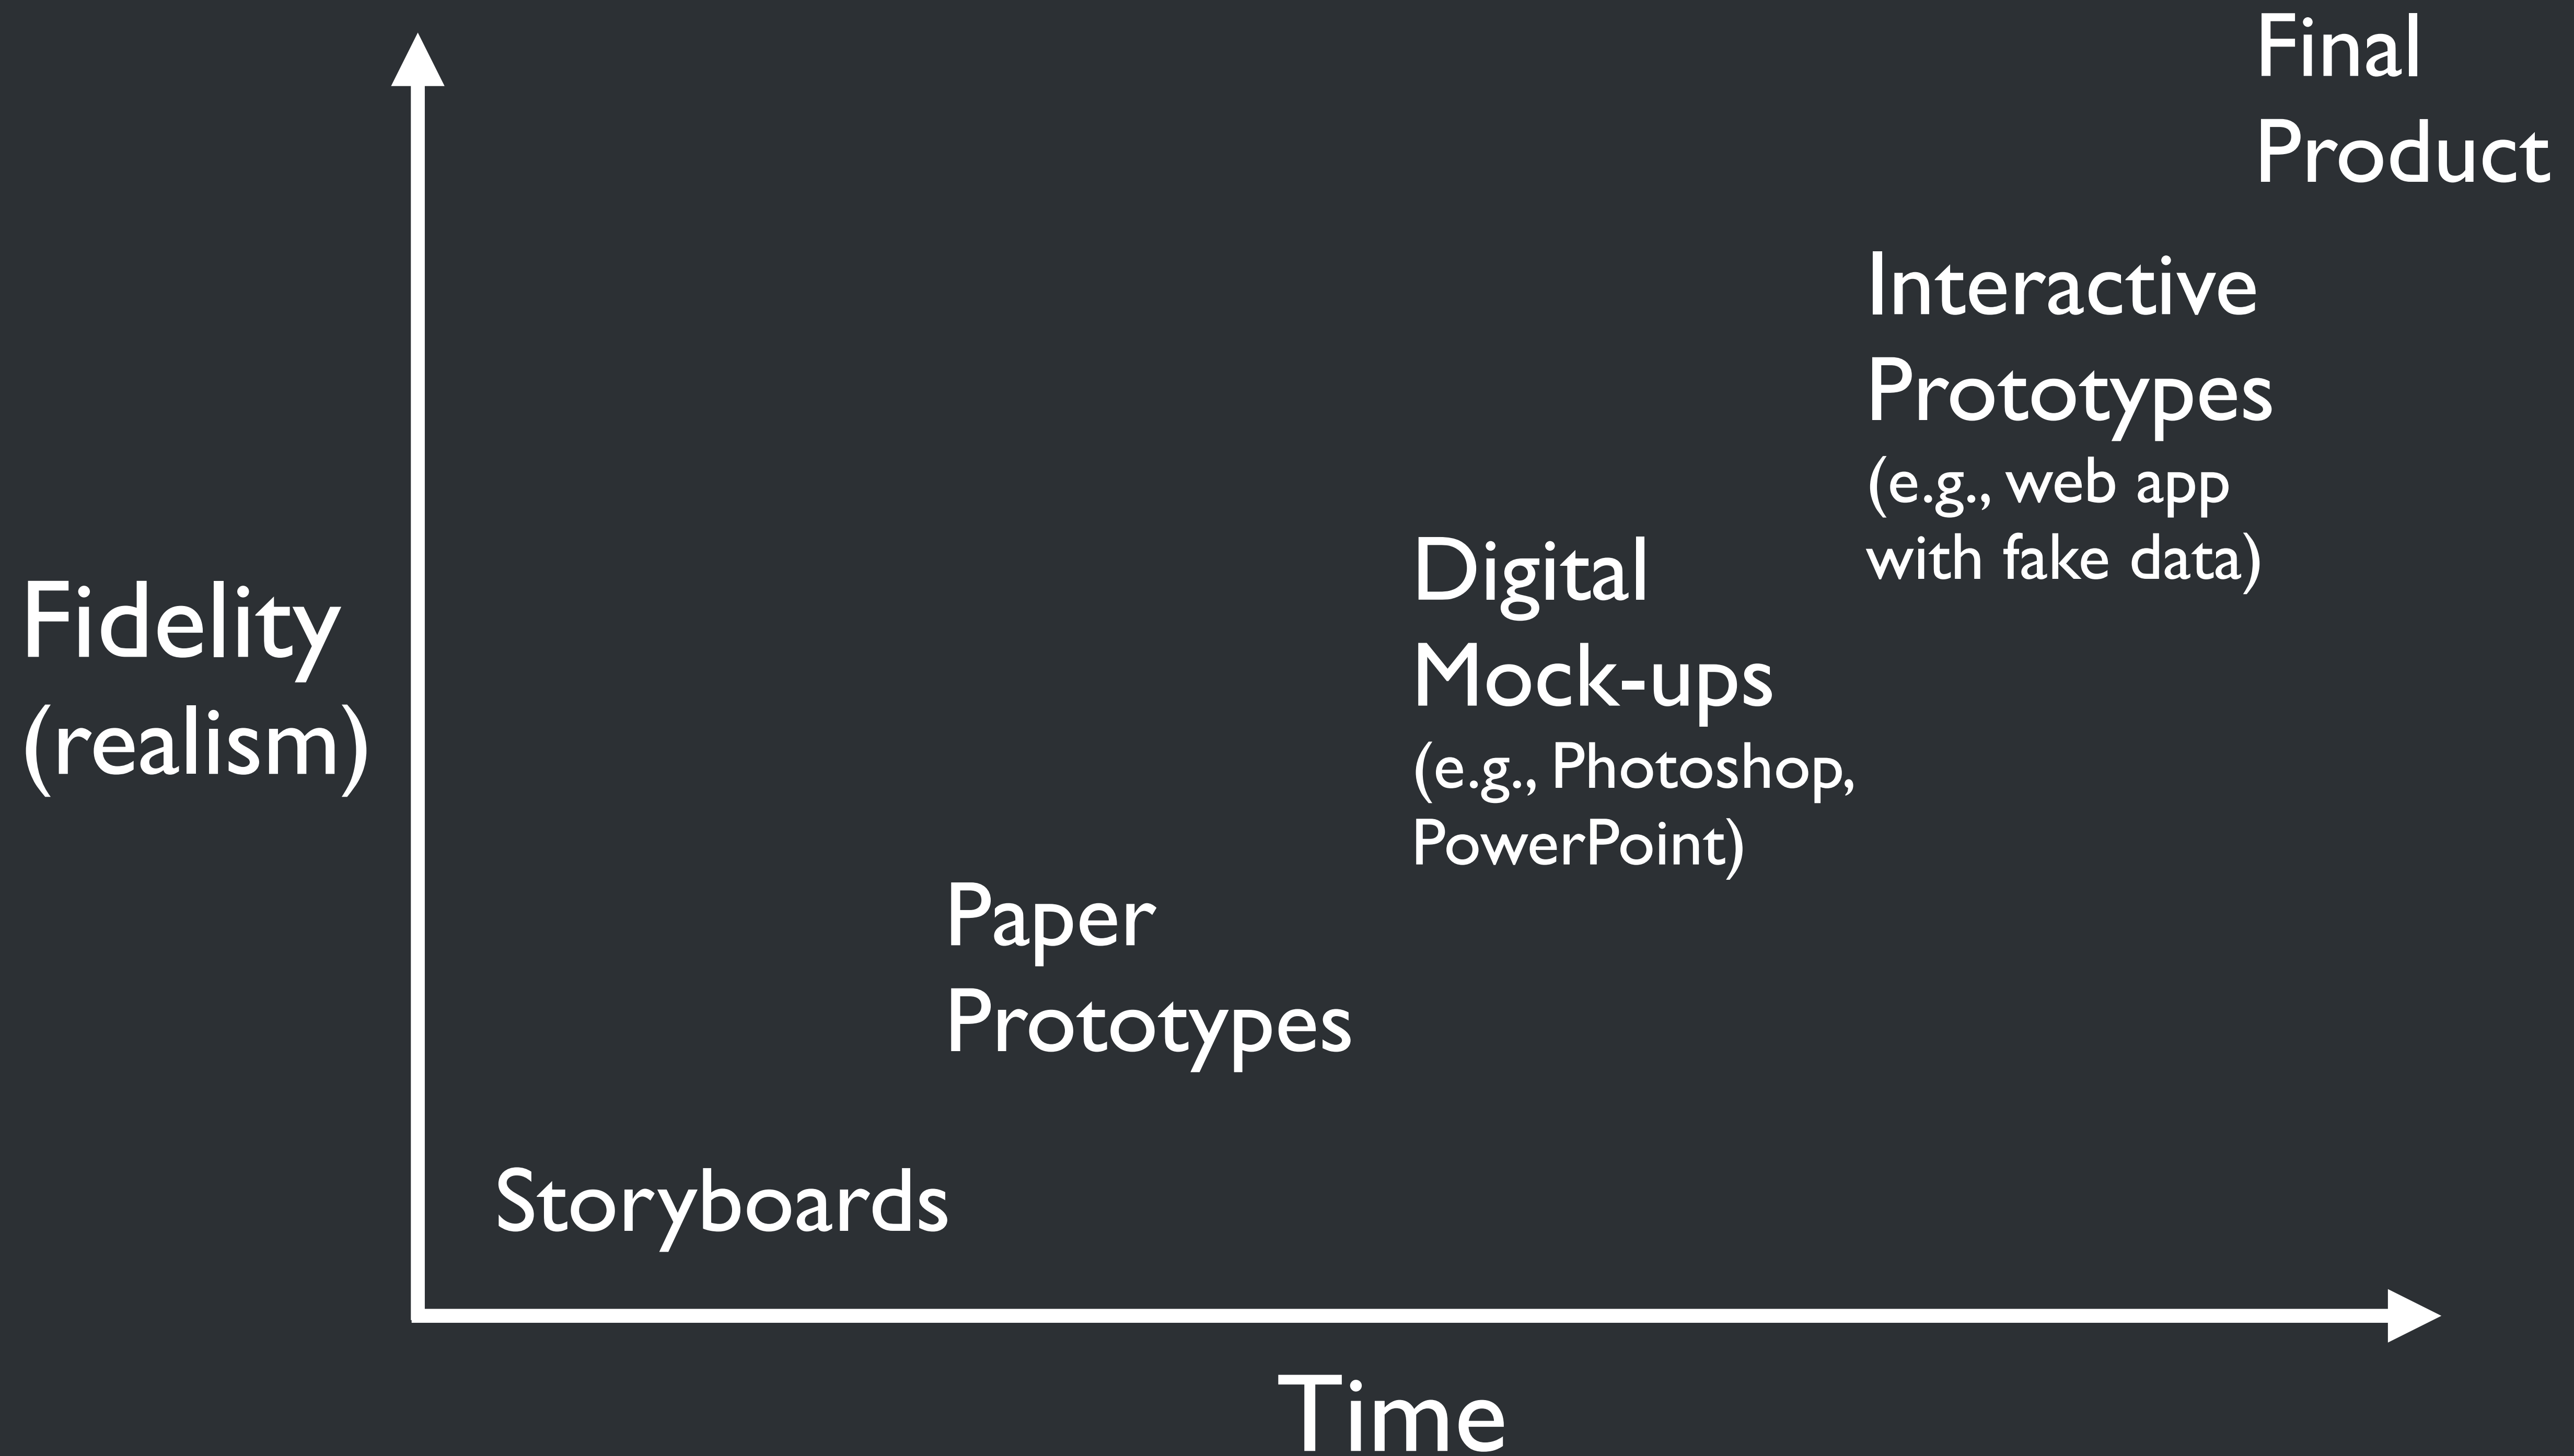 Final
Product
Interactive
Prototypes
(e.g., web app
with fake data)
Digital
Mock-ups
(e.g., Photoshop,
PowerPoint)
Fidelity
(realism)
Paper
Prototypes
Storyboards
Time